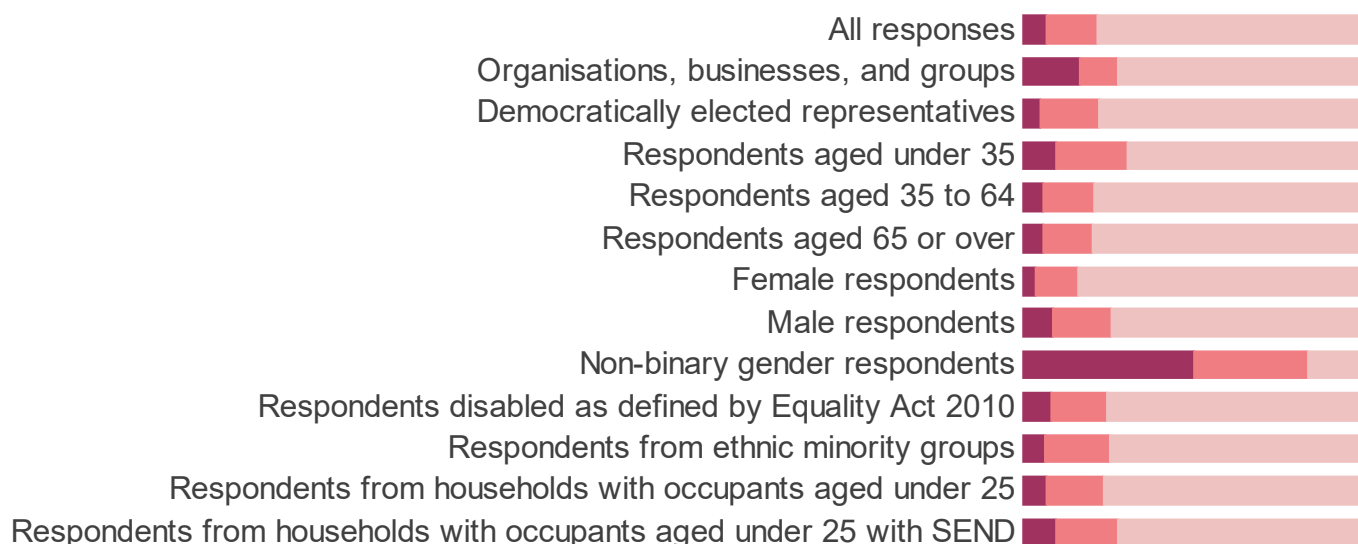 All responses
Organisations, businesses, and groups
Democratically elected representatives
Respondents aged under 35
Respondents aged 35 to 64
Respondents aged 65 or over
Female respondents
Male respondents
Non-binary gender respondents
Respondents disabled as defined by Equality Act 2010
Respondents from ethnic minority groups
Respondents from households with occupants aged under 25
Respondents from households with occupants aged under 25 with SEND